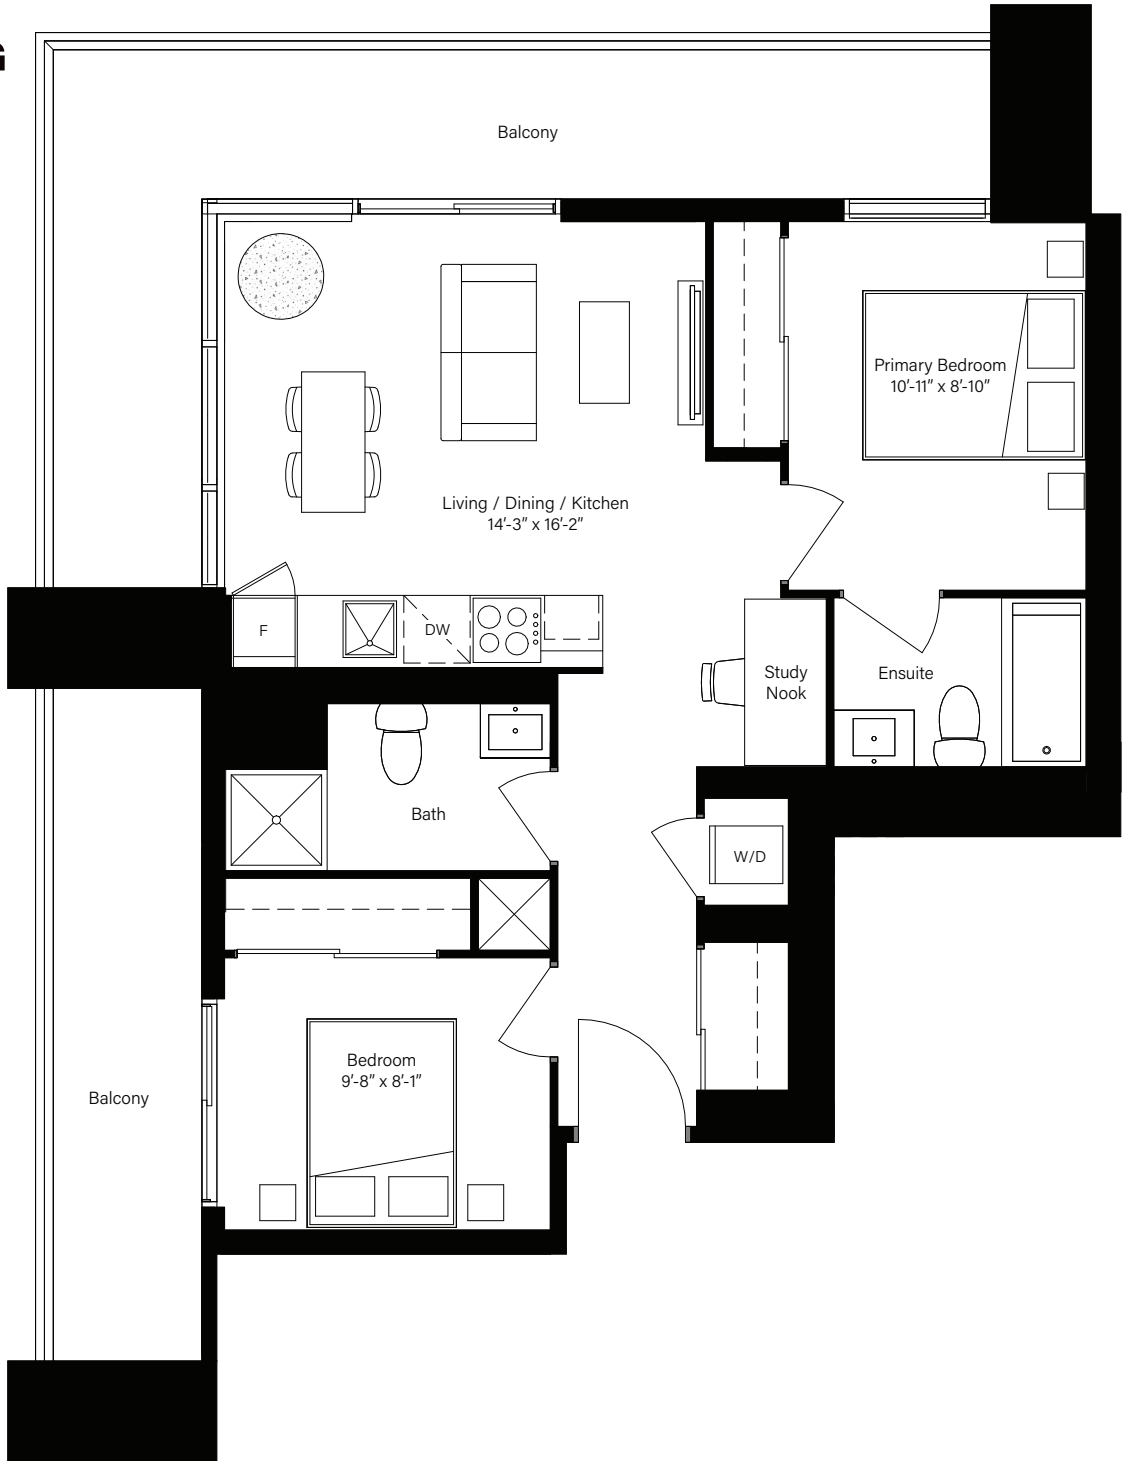 G
Balcony
Primary Bedroom
10'-11" x 8'-10"
Living / Dining / Kitchen
14'-3" x 16'-2"
F
DW
Study
Nook
Ensuite
Bath
W/D
Bedroom
9'-8" x 8'-1"
Balcony